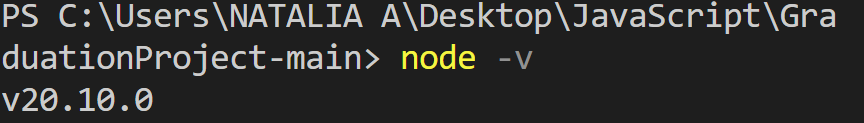 PS C:\Users\NATALIA A\Desktop\JavaScript\Gra
duationProject-main> node -v
v20.10.0